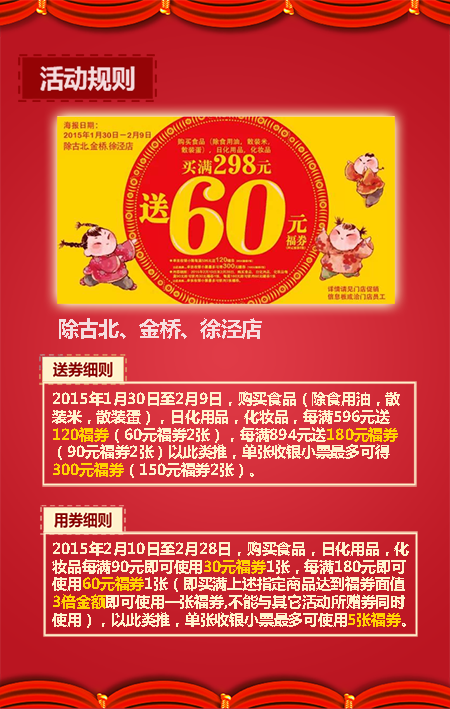 活动规则
海报日期：
2015年1月30日－2月9日
除古北,金桥,徐泾店
购买食品（除食用油，散装米，
散装蛋），日化用品，化妆品
买满298元
送60元
福券
详情请见门店促销
信息板或洽门店员工
除古北、金桥、徐泾店
送券细则
2015年1月30日至2月9日，购买食品（除食用油，散
装米，散装蛋），日化用品，化妆品，每满596元送
120福券（60元福券2张），每满894元送180元福券
（90元福券2张）以此类推，单张收银小票最多可得
300元福券（150元福券2张）。
用券细则
2015年2月10日至2月28日，购买食品，日化用品，化
妆品每满90元即可使用30元福券1张，每满180元即可
使用60元福券1张（即买满上述指定商品达到福券面值
3倍金额即可使用一张福券,不能与其它活动所赠券同时
使用），以此类推，单张收银小票最多可使用5张福券。